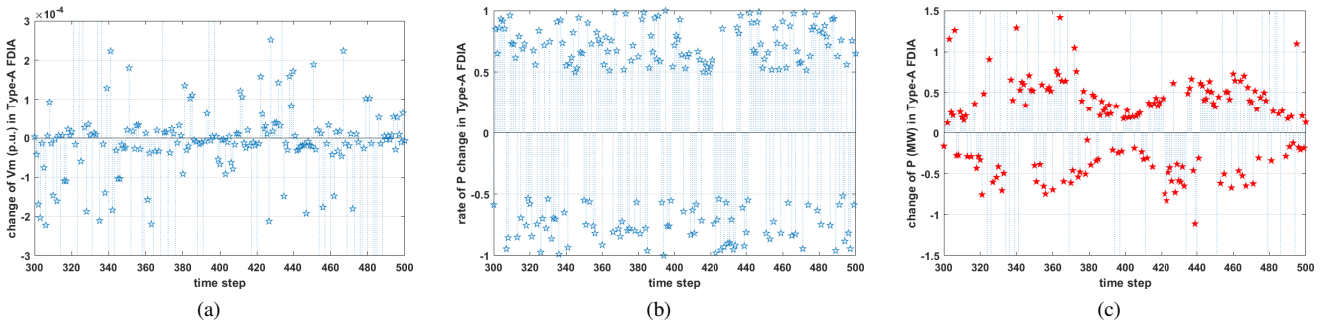 ×10⁻⁴
3
2
1
0
-1
-2
-3
change of Vm (p.u.) in Type-A FDIA
300 320 340 360 380 400 420 440 460 480 500
time step
(a)
1
0.5
0
-0.5
-1
rate of P change in Type-A FDIA
300 320 340 360 380 400 420 440 460 480 500
time step
(b)
1.5
1
0.5
0
-0.5
-1
-1.5
change of P (MW) in Type-A FDIA
300 320 340 360 380 400 420 440 460 480 500
time step
(c)